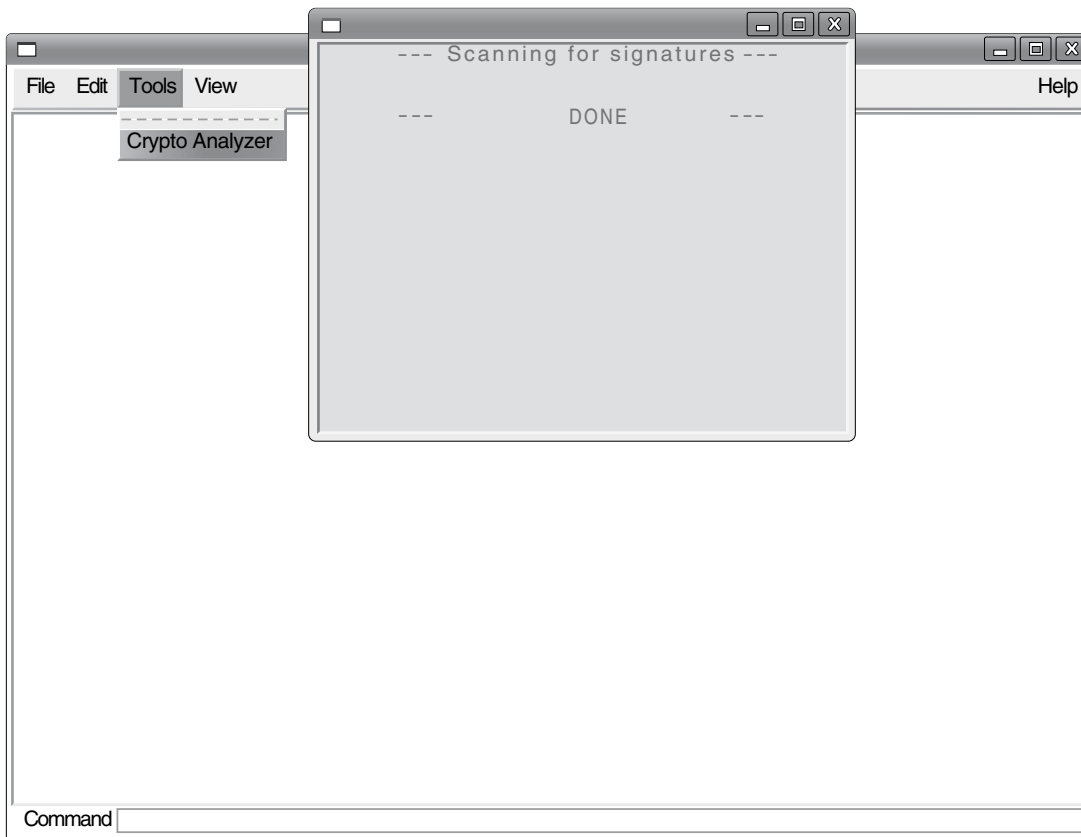 --- Scanning for signatures ---
File Edit Tools View Help
--- DONE ---
Crypto Analyzer
Command